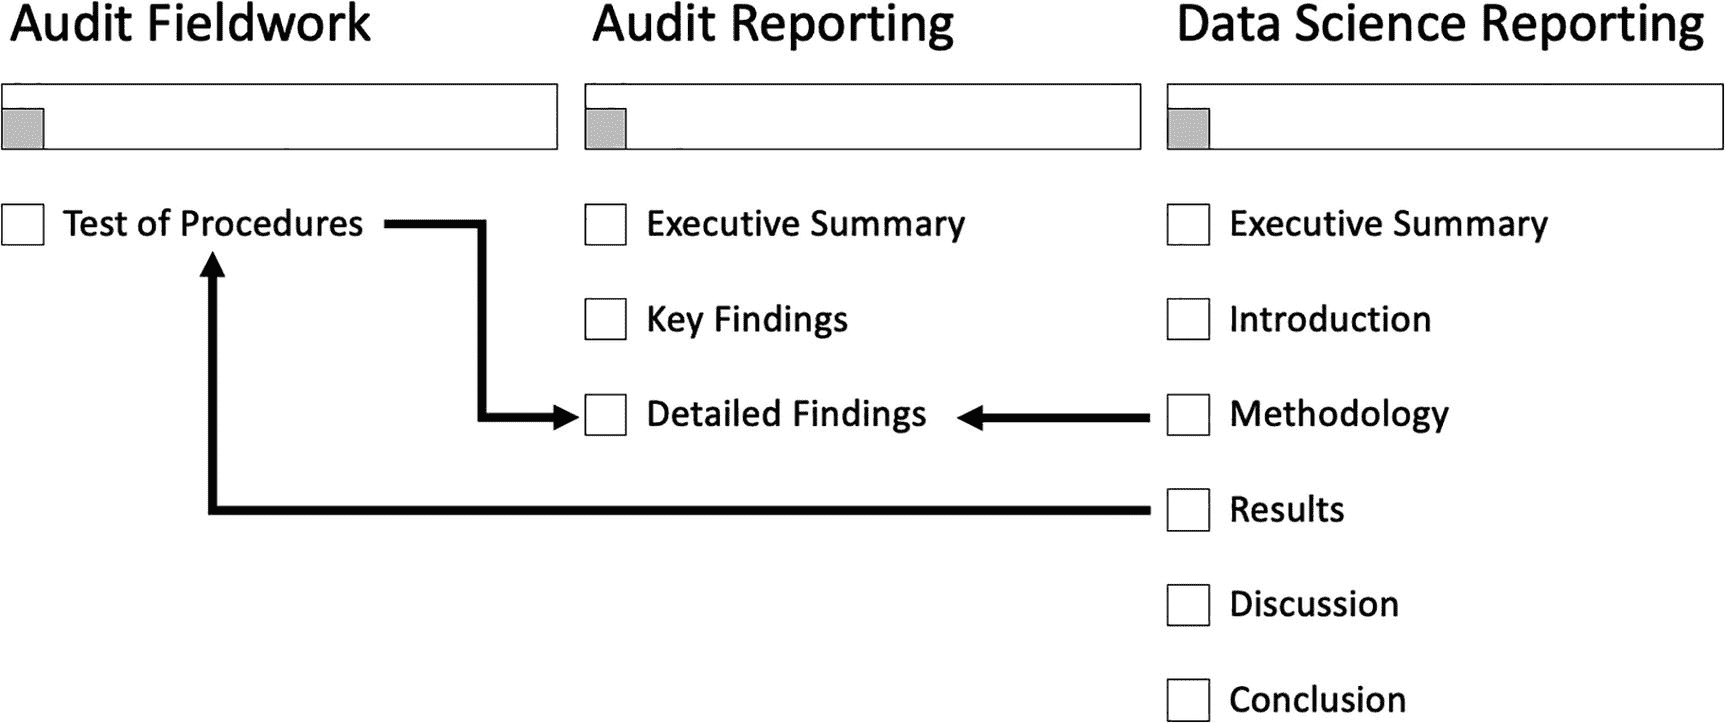 Audit Fieldwork
Test of Procedures
Audit Reporting
Executive Summary
Key Findings
Detailed Findings
Data Science Reporting
Executive Summary
Introduction
Methodology
Results
Discussion
Conclusion